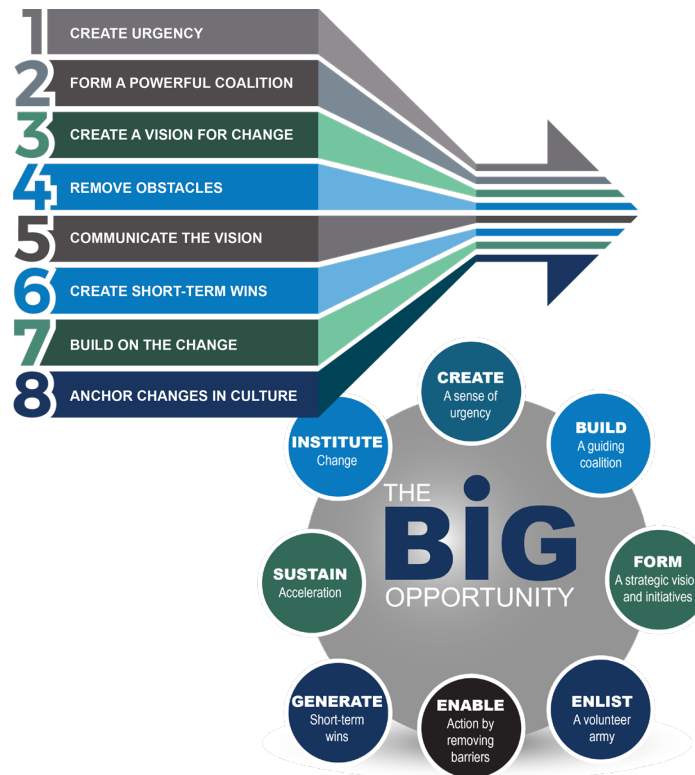 1 CREATE URGENCY
2 FORM A POWERFUL COALITION
3 CREATE A VISION FOR CHANGE
4 REMOVE OBSTACLES
5 COMMUNICATE THE VISION
6 CREATE SHORT-TERM WINS
7 BUILD ON THE CHANGE
8 ANCHOR CHANGES IN CULTURE
THE
BiG
OPPORTUNITY
CREATE
A sense of
urgency
BUILD
A guiding
coalition
FORM
A strategic vision
and initiatives
ENLIST
A volunteer
army
ENABLE
Action by
removing
barriers
GENERATE
Short-term
wins
SUSTAIN
Acceleration
INSTITUTE
Change